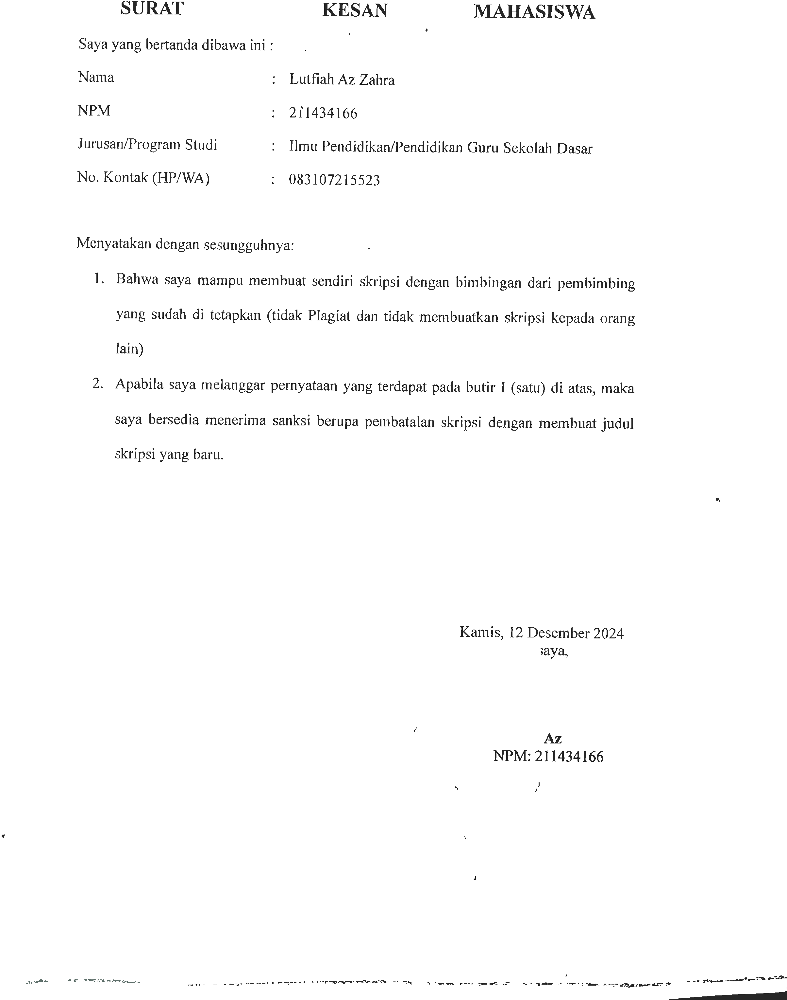 SURAT KESAN MAHASISWA
Saya yang bertanda dibawa ini :
Nama : Lutfiah Az Zahra
NPM : 211434166
Jurusan/Program Studi : Ilmu Pendidikan/Pendidikan Guru Sekolah Dasar
No. Kontak (HP/WA) : 083107215523
Menyatakan dengan sesungguhnya:
1. Bahwa saya mampu membuat sendiri skripsi dengan bimbingan dari pembimbing
yang sudah di tetapkan (tidak Plagiat dan tidak membuatkan skripsi kepada orang
lain)
2. Apabila saya melanggar pernyataan yang terdapat pada butir I (satu) di atas, maka
saya bersedia menerima sanksi berupa pembatalan skripsi dengan membuat judul
skripsi yang baru.
Kamis, 12 Desember 2024
saya,
Az
NPM: 211434166